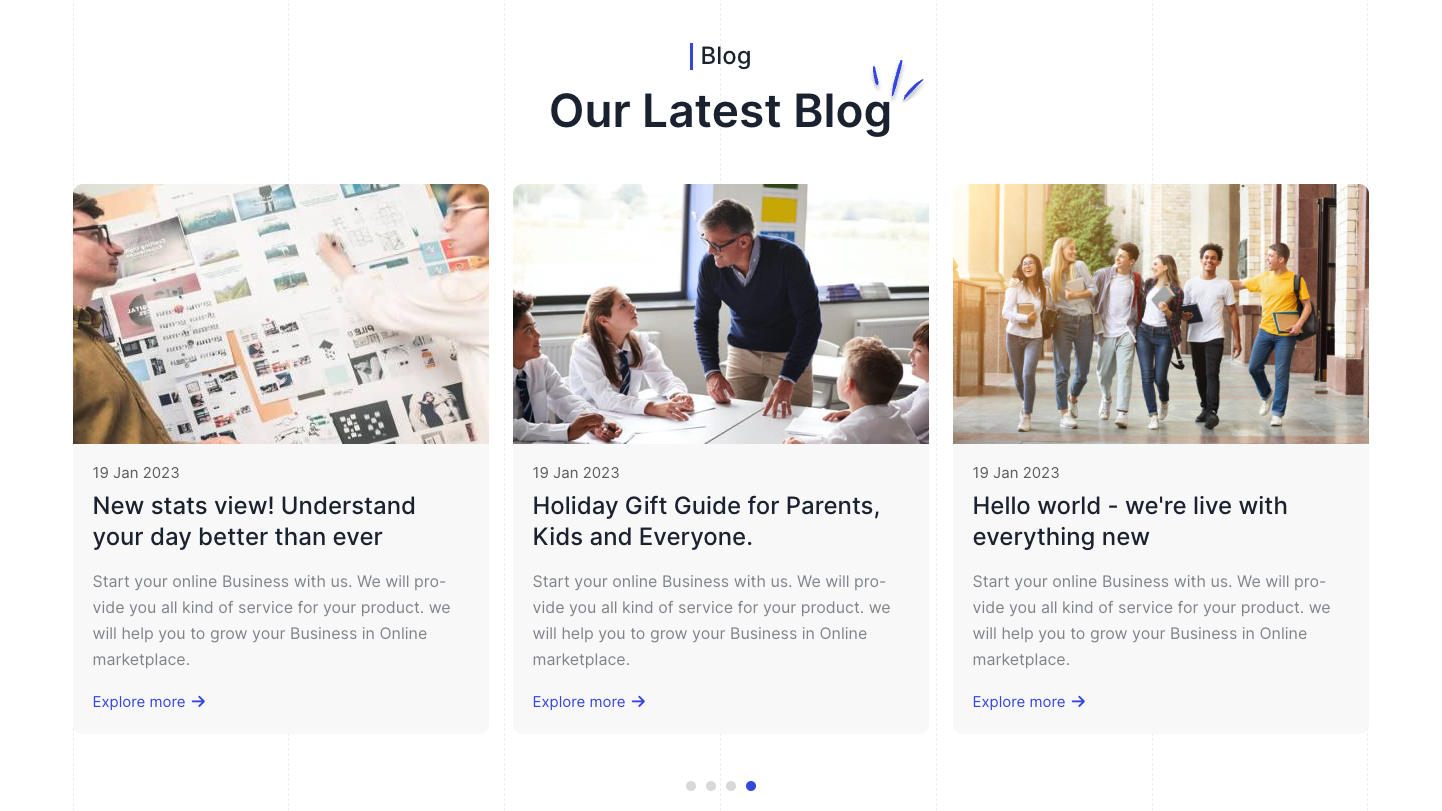 Blog
Our Latest Blog
19 Jan 2023
New stats view! Understand
your day better than ever
Start your online Business with us. We will pro-
vide you all kind of service for your product. we
will help you to grow your Business in Online
marketplace.
Explore more
19 Jan 2023
Holiday Gift Guide for Parents,
Kids and Everyone.
Start your online Business with us. We will pro-
vide you all kind of service for your product. we
will help you to grow your Business in Online
marketplace.
Explore more
19 Jan 2023
Hello world - we're live with
everything new
Start your online Business with us. We will pro-
vide you all kind of service for your product. we
will help you to grow your Business in Online
marketplace.
Explore more